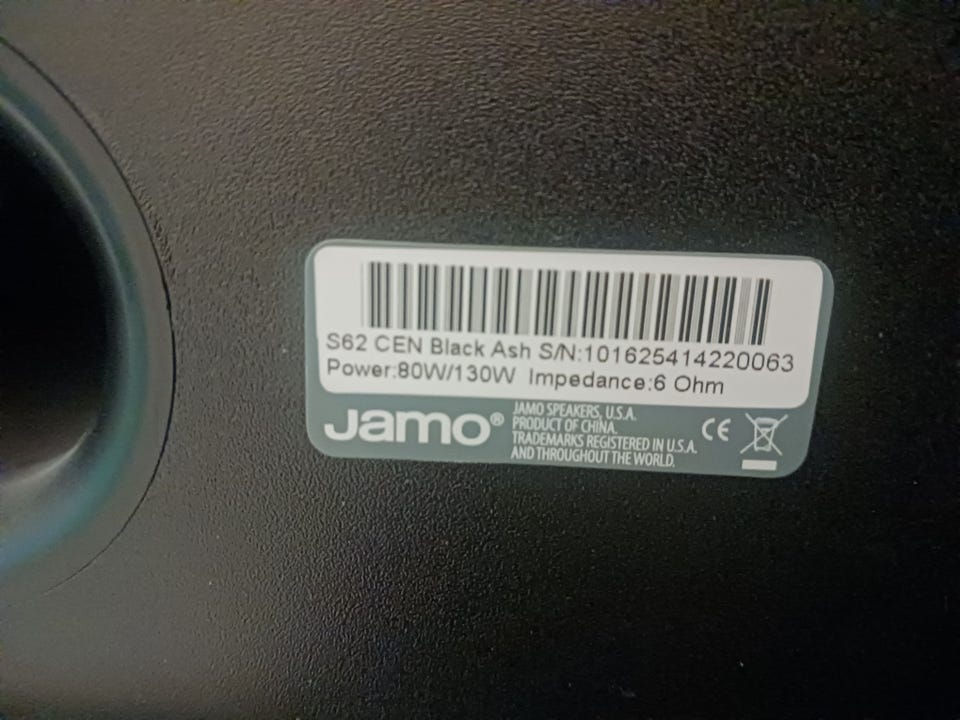 S62 CEN Black Ash S/N:101625414220063
Power:80W/130W Impedance:6 Ohm
Jamo®
JAMO SPEAKERS, U.S.A.
PRODUCT OF CHINA.
TRADEMARKS REGISTERED IN U.S.A.
AND THROUGHOUT THE WORLD.
CE